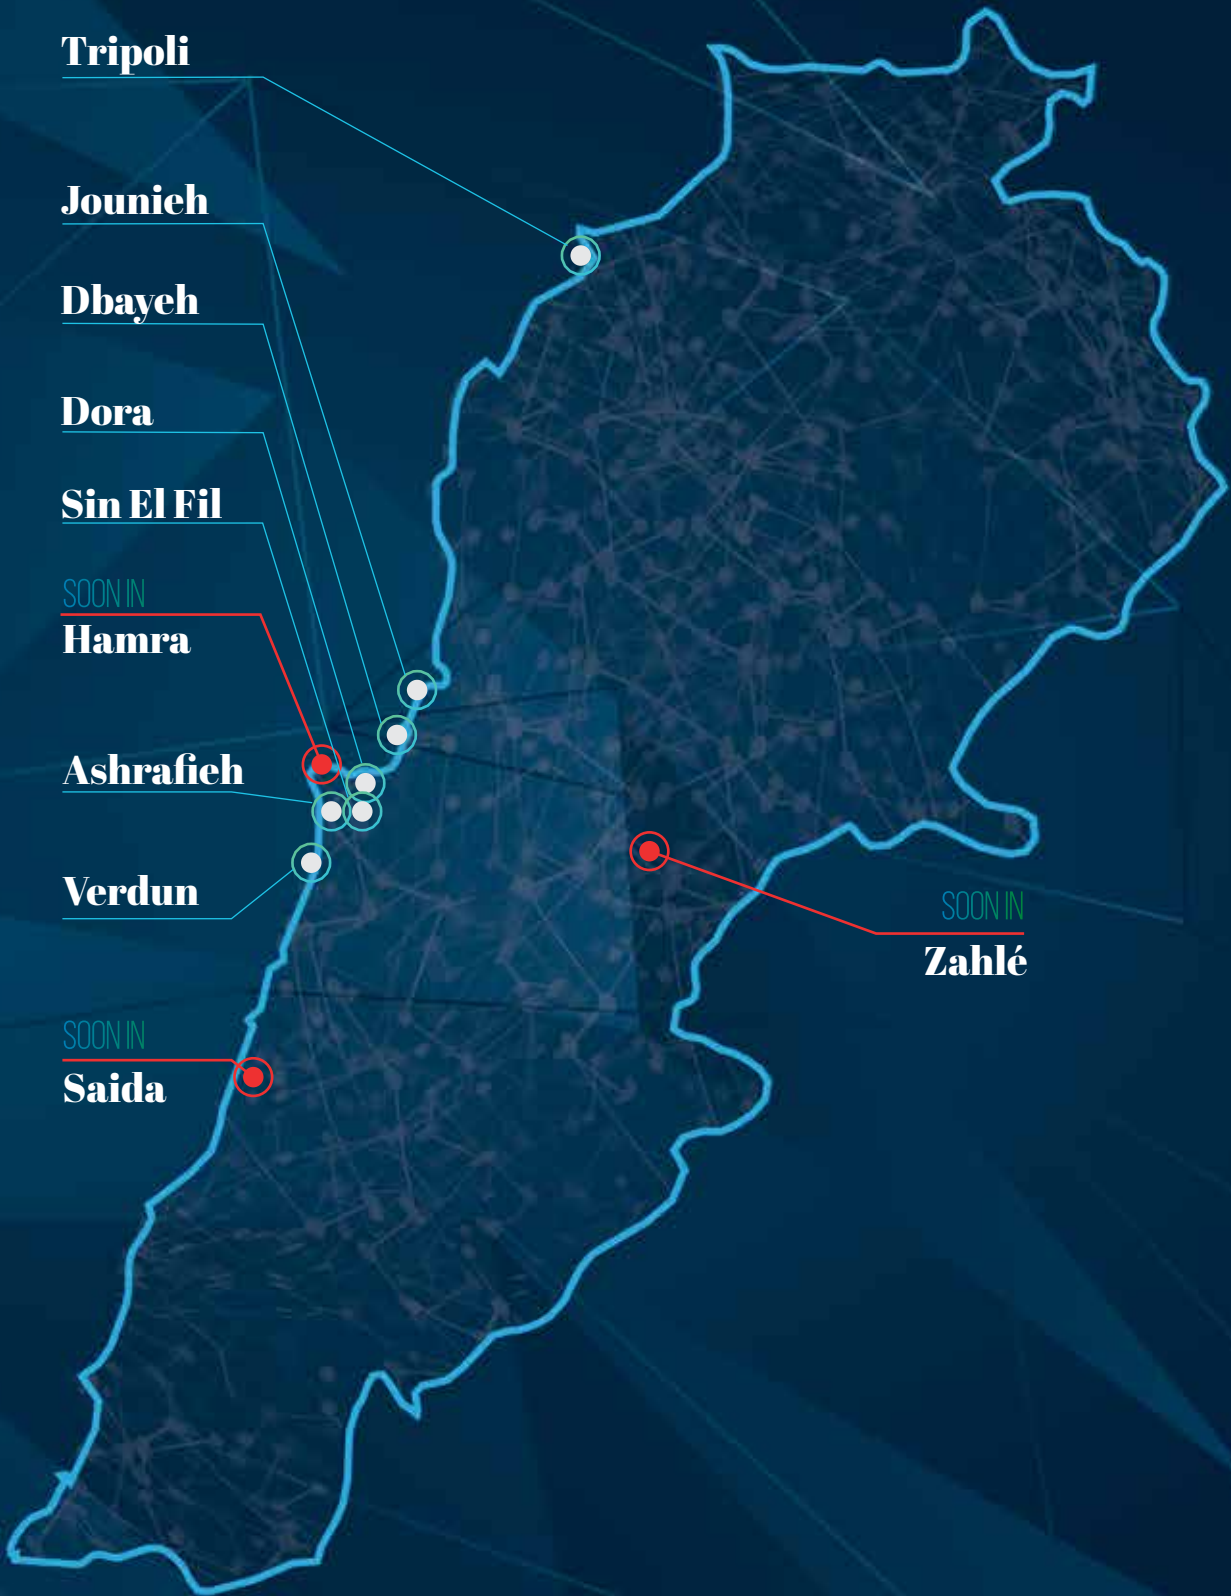 Tripoli
Jounieh
Dbayeh
Dora
Sin El Fil
SOON IN
Hamra
Ashrafieh
Verdun
SOON IN
Zahlé
SOON IN
Saida